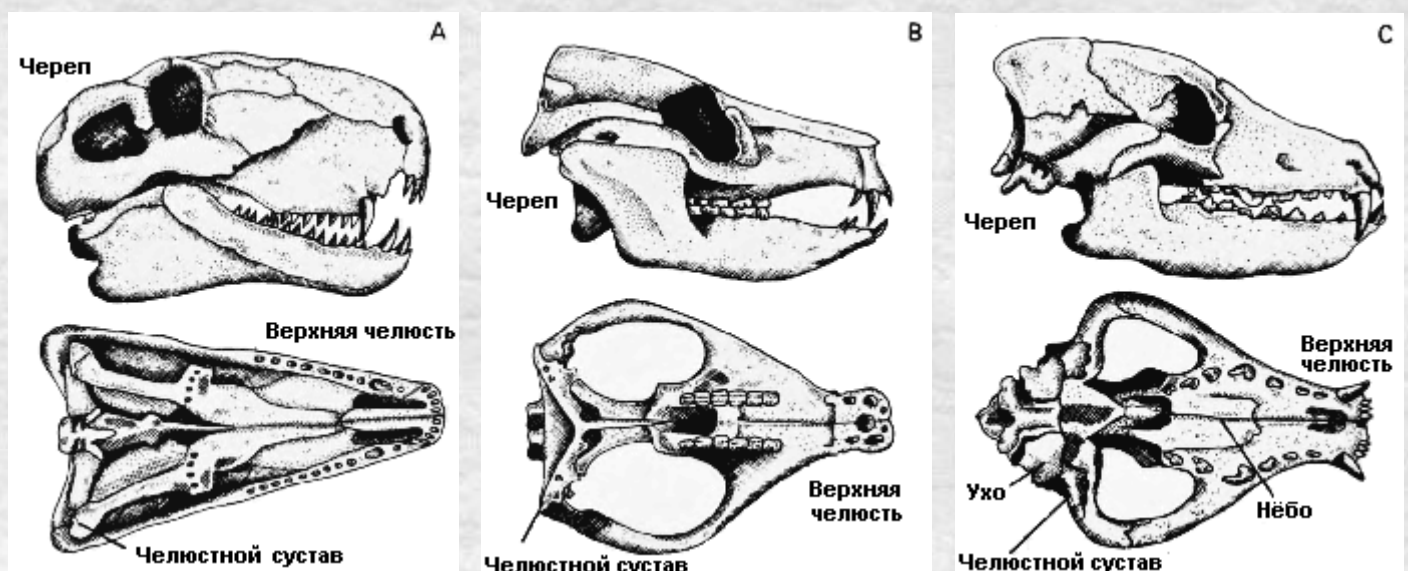 A
Череп
Верхняя челюсть
Челюстной сустав
B
Череп
Верхняя
челюсть
Челюстной сустав
C
Череп
Верхняя
челюсть
Ухо
Нёбо
Челюстной сустав